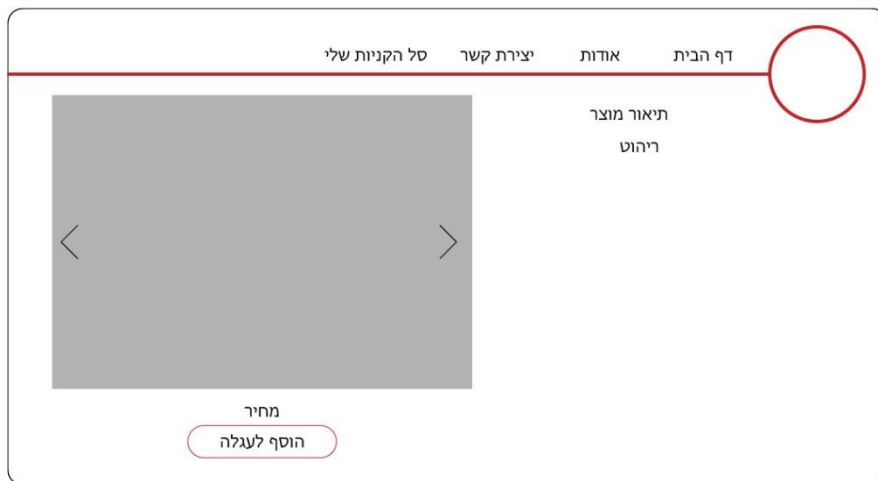 דף הבית אודות יצירת קשר סל הקניות שלי
תיאור מוצר
ריהוט
מחיר
הוסף לעגלה